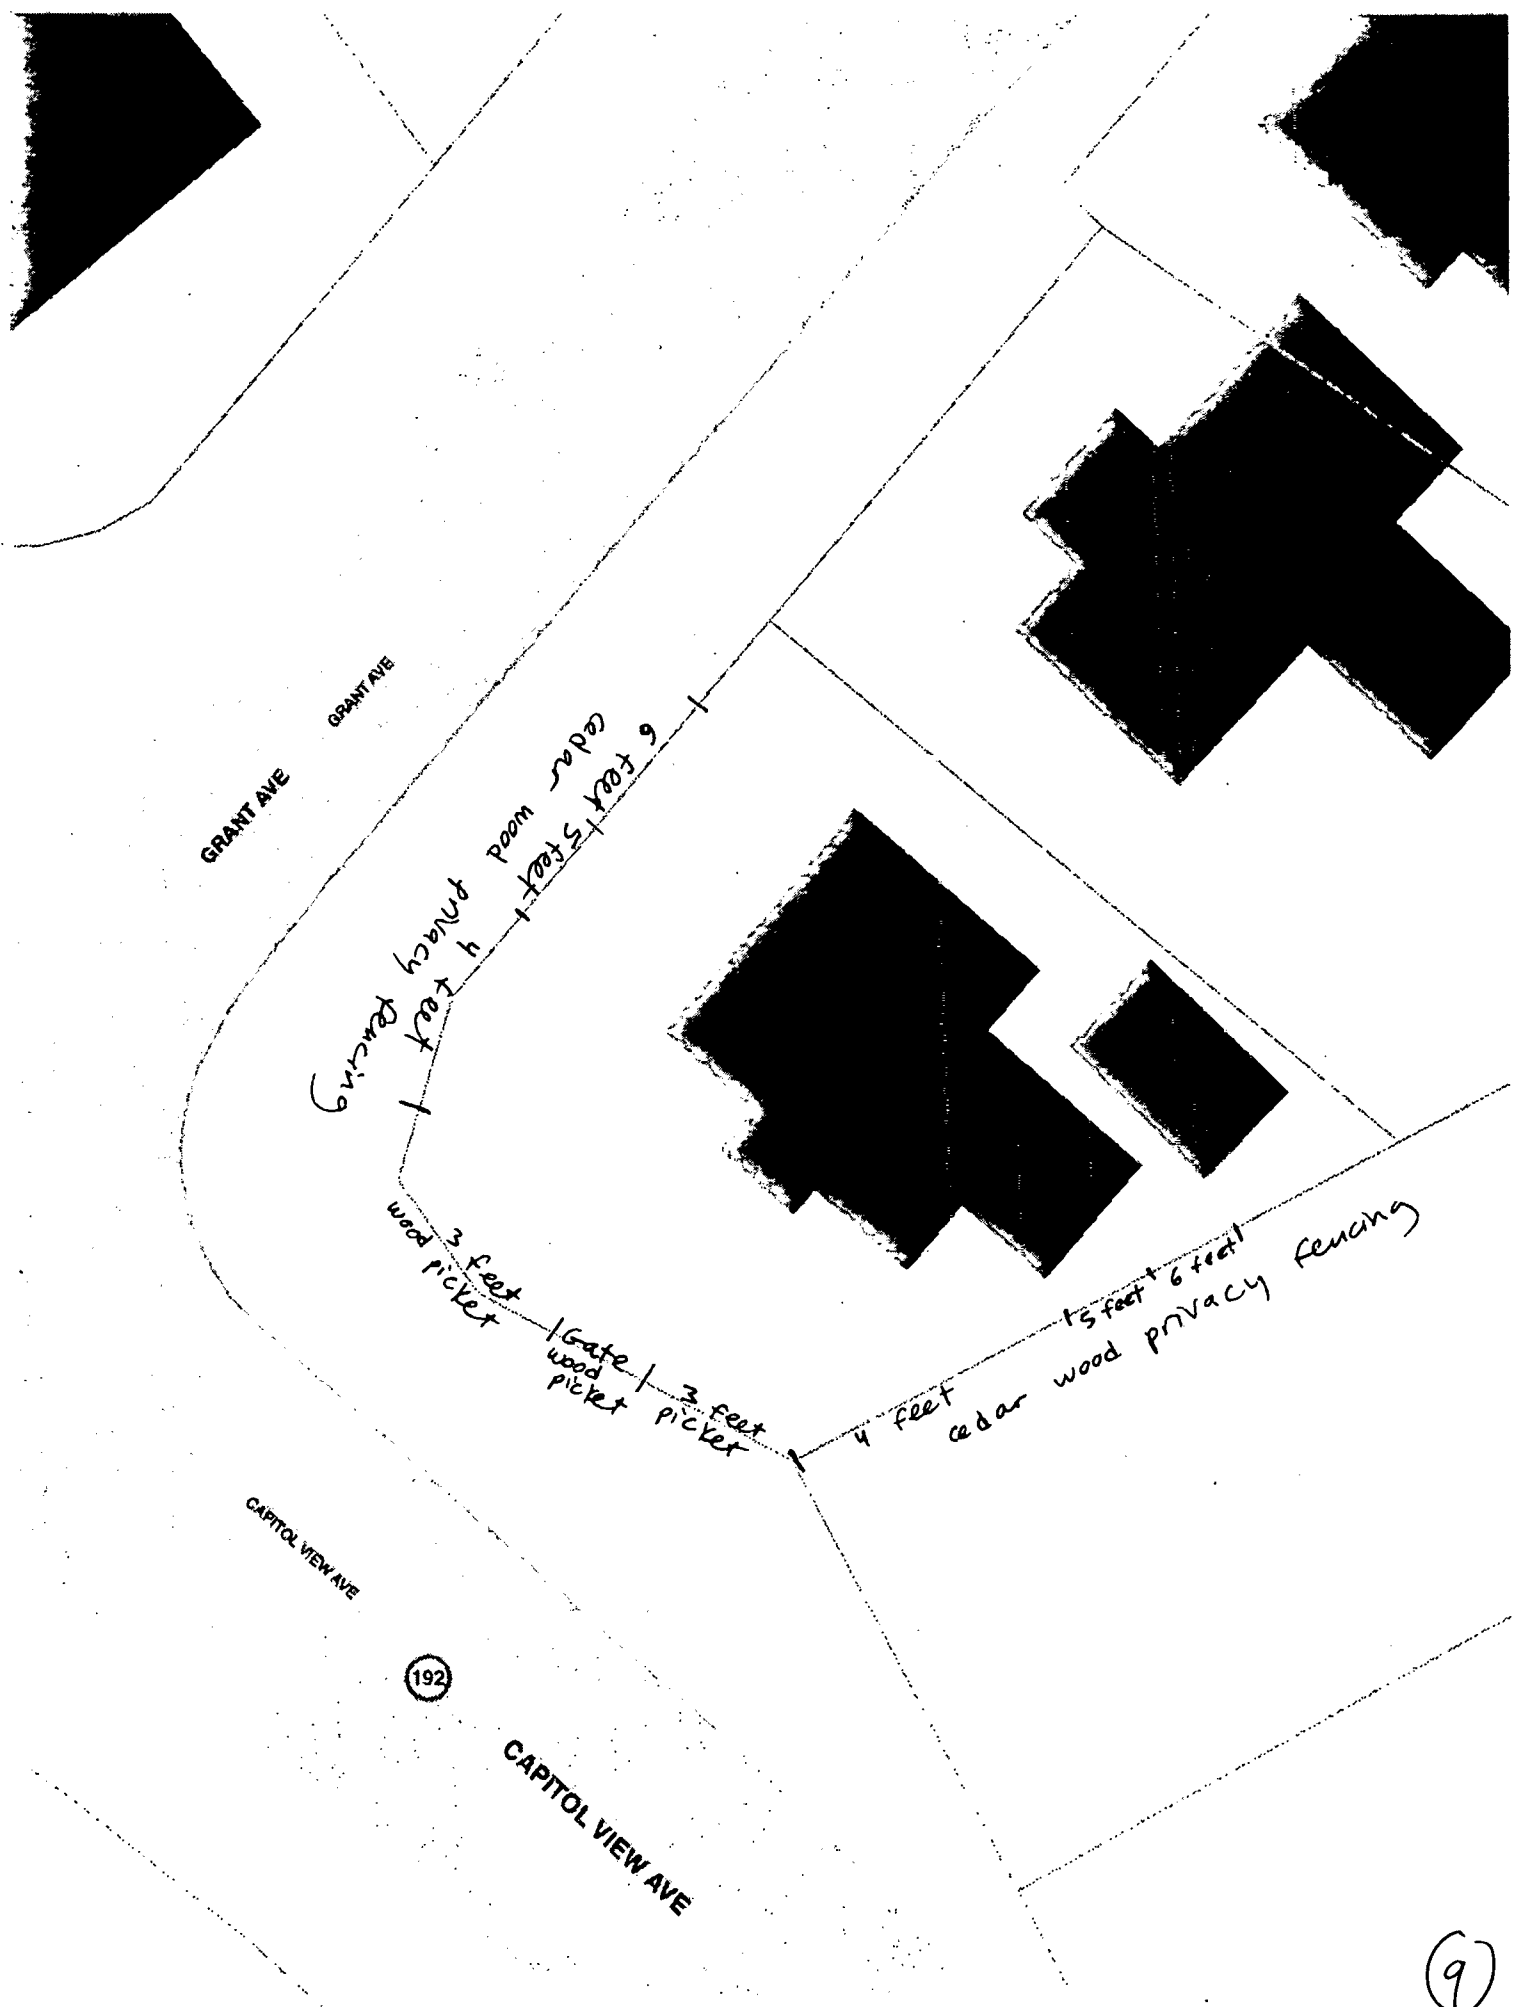 GRANT AVE
GRANT AVE
6 feet
5 feet
4 feet
cedar wood privacy fencing
3 feet
wood picket
Gate
wood
picket
3 feet
picket
4 feet
5 feet
6 feet
cedar wood privacy fencing
CAPITOL VIEW AVE
192
CAPITOL VIEW AVE
9